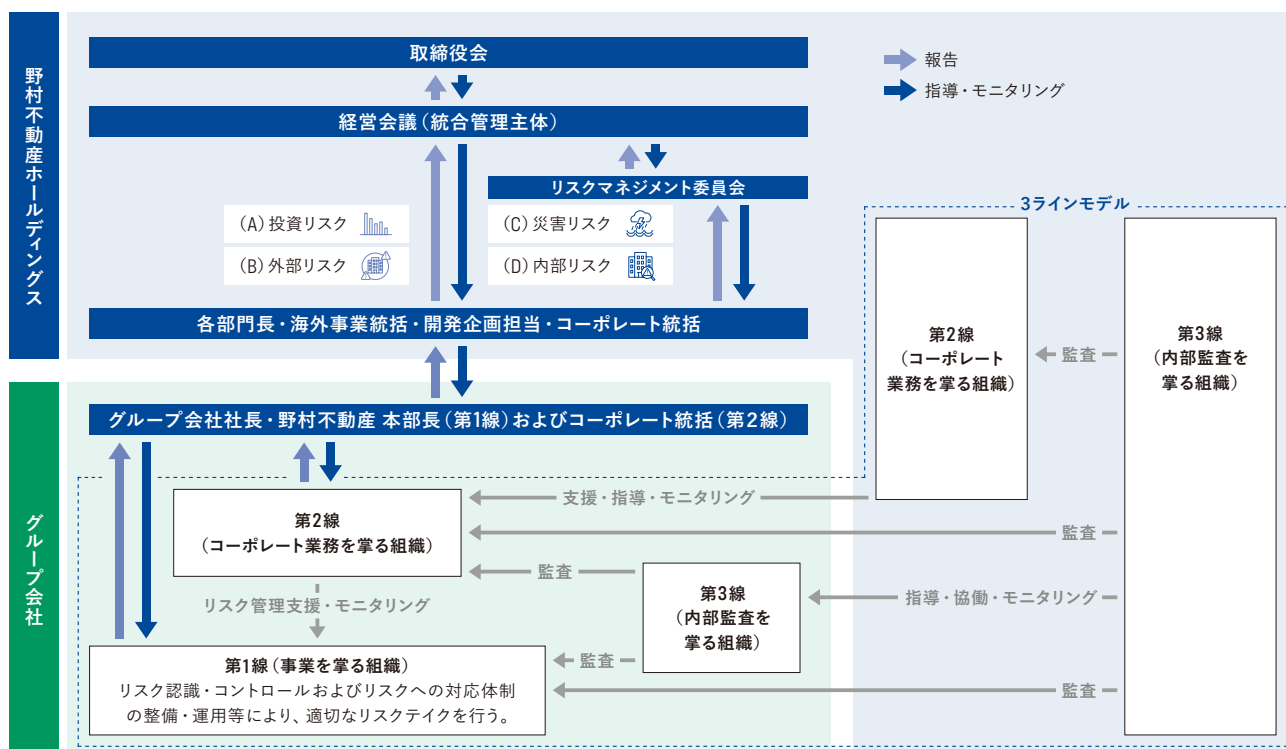 野村不動産ホールディングス
取締役会
報告
指導・モニタリング
経営会議(統合管理主体)
リスクマネジメント委員会
(A)投資リスク
(B)外部リスク
(C)災害リスク
(D)内部リスク
各部門長・海外事業統括・開発企画担当・コーポレート統括
3ラインモデル
第2線
(コーポレート
業務を掌る組織)
監査
第3線
(内部監査を
掌る組織)
グループ会社
グループ会社社長・野村不動産 本部長(第1線)およびコーポレート統括(第2線)
支援・指導・モニタリング
第2線
(コーポレート業務を掌る組織)
監査
監査
第3線
(内部監査を
掌る組織)
指導・協働・モニタリング
リスク管理支援・モニタリング
監査
第1線(事業を掌る組織)
リスク認識・コントロールおよびリスクへの対応体制
の整備・運用等により、適切なリスクテイクを行う。
監査